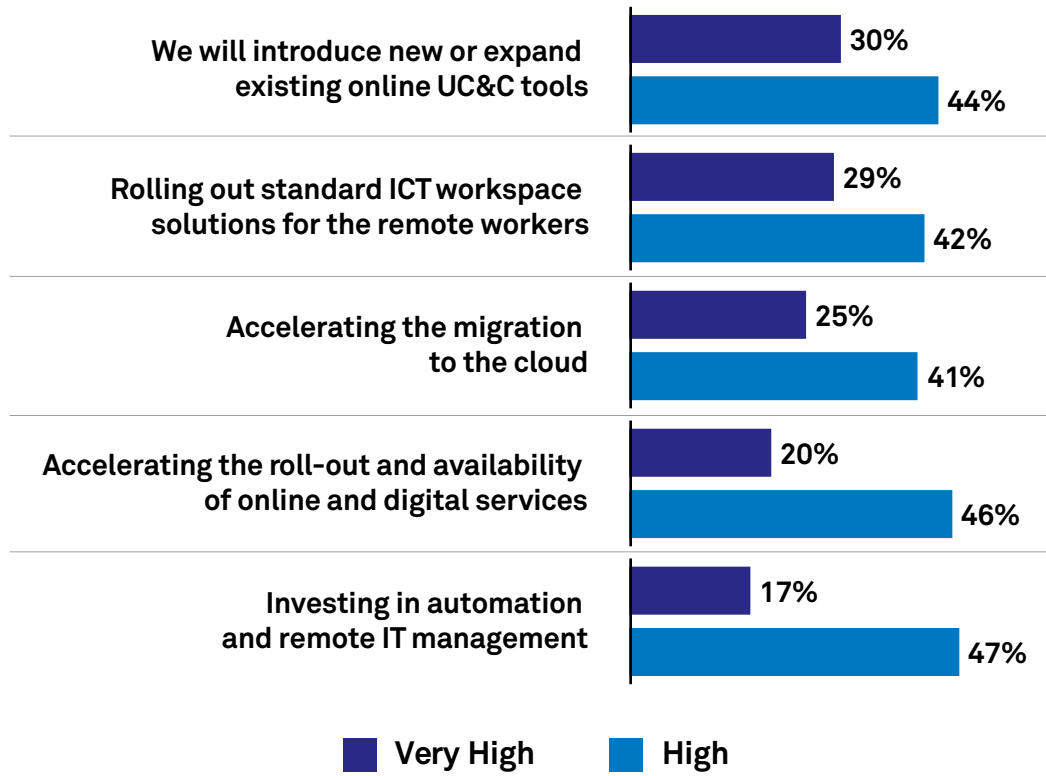 We will introduce new or expand
existing online UC&C tools
30%
44%
Rolling out standard ICT workspace
solutions for the remote workers
29%
42%
Accelerating the migration
to the cloud
25%
41%
Accelerating the roll-out and availability
of online and digital services
20%
46%
Investing in automation
and remote IT management
17%
47%
Very High
High